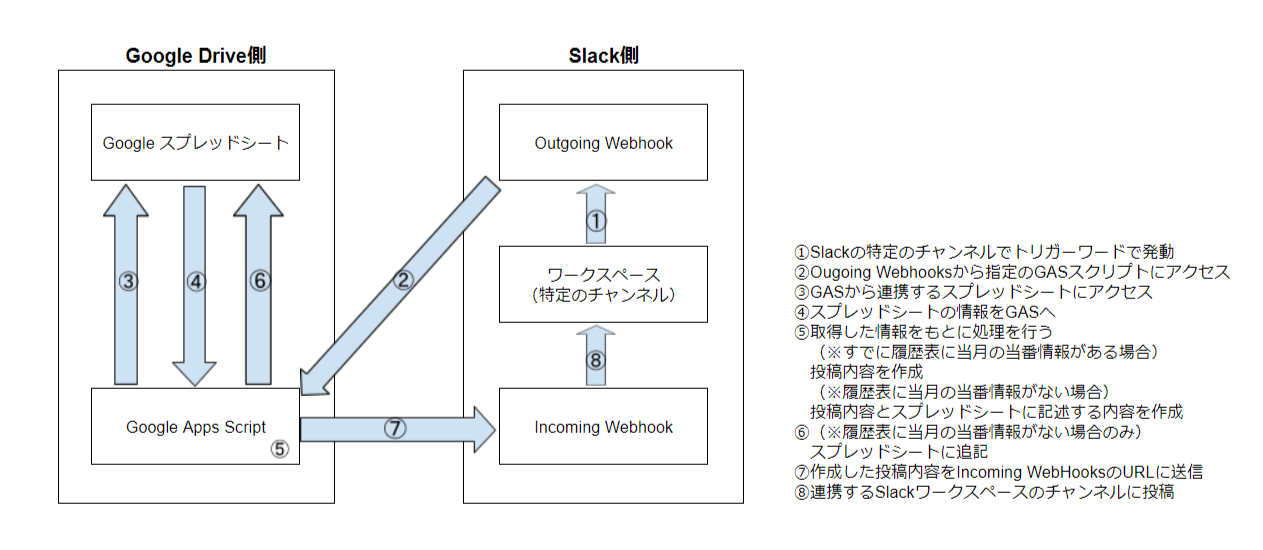 Google Drive側
Slack側
Google スプレッドシート
Outgoing Webhook
①
ワークスペース
（特定のチャンネル）
②
③
④
⑥
⑧
Google Apps Script
⑤
⑦
Incoming Webhook
①Slackの特定のチャンネルでトリガーワードで発動
②Ougoing Webhooksから指定のGASスクリプトにアクセス
③GASから連携するスプレッドシートにアクセス
④スプレッドシートの情報をGASへ
⑤取得した情報をもとに処理を行う
（※すでに履歴表に当月の当番情報がある場合）
投稿内容を作成
（※履歴表に当月の当番情報がない場合）
投稿内容とスプレッドシートに記述する内容を作成
⑥（※履歴表に当月の当番情報がない場合のみ）
スプレッドシートに追記
⑦作成した投稿内容をIncoming WebHooksのURLに送信
⑧連携するSlackワークスペースのチャンネルに投稿